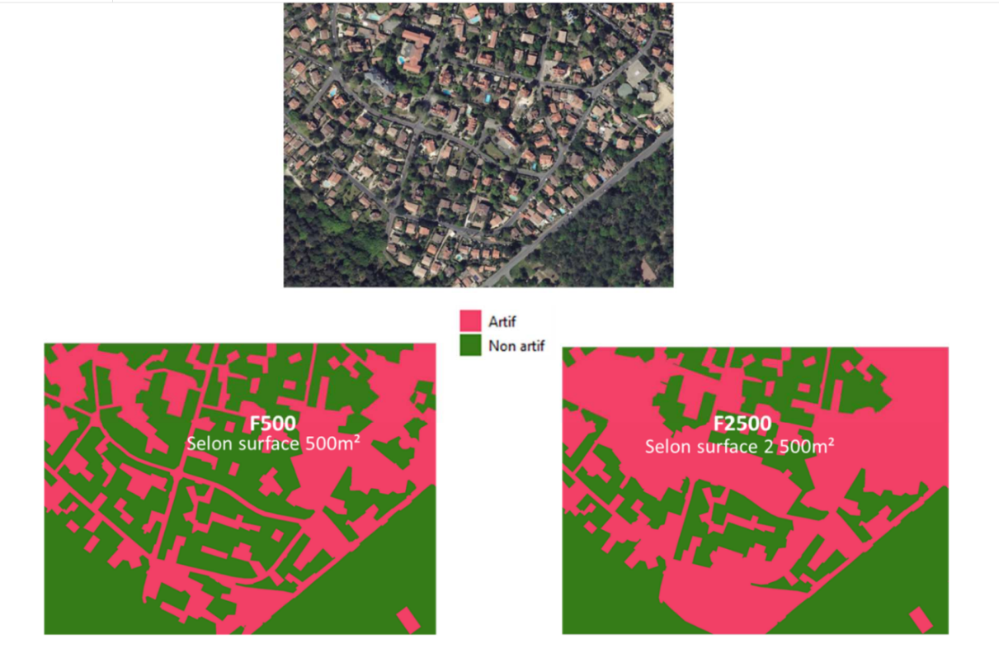 Artif
Non artif
F500
Selon surface 500m²
F2500
Selon surface 2 500m²